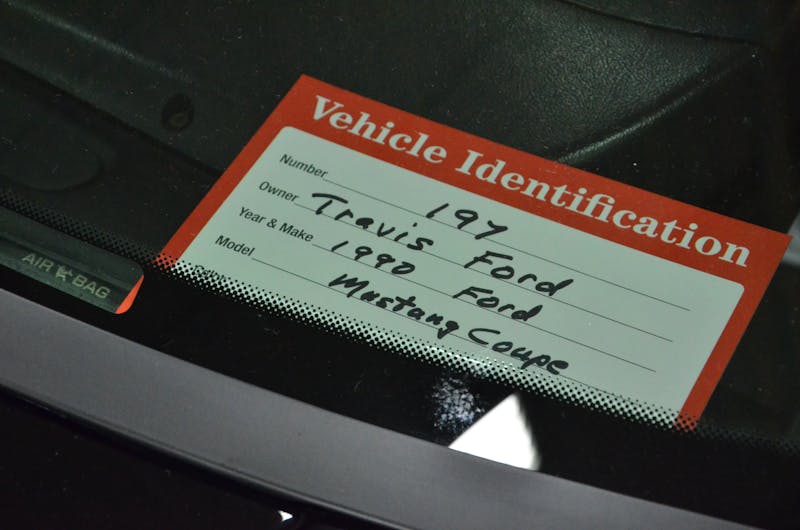 Vehicle Identification
Number 197
Owner Travis Ford
Year & Make 1990 Ford
Model Mustang Coupe
AIR BAG